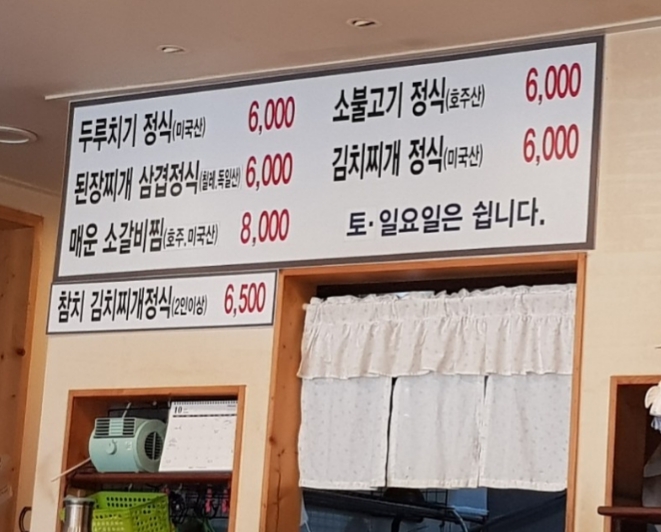 두루치기 정식(미국산) 6,000
된장찌개 삼겹정식(칠레.독일산) 6,000
매운 소갈비찜(호주.미국산) 8,000
소불고기 정식(호주산) 6,000
김치찌개 정식(미국산) 6,000
토·일요일은 쉽니다.
참치 김치찌개정식(2인이상) 6,500
10